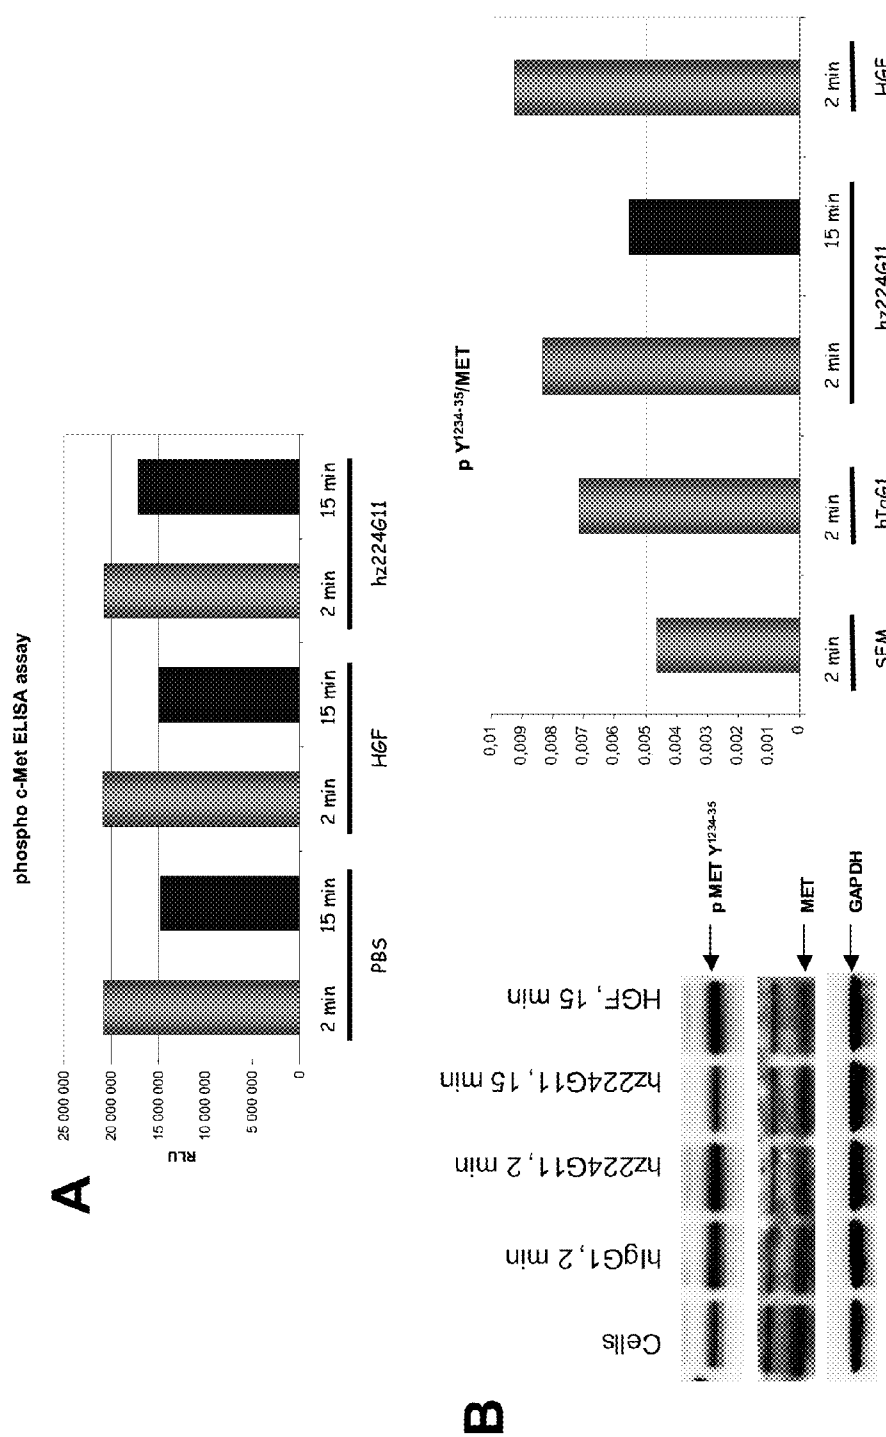 A
phospho c-Met ELISA assay
RLU
25 000 000
20 000 000
15 000 000
10 000 000
5 000 000
0
2 min 15 min 2 min 15 min 2 min 15 min
PBS HGF hz224G11
B
Cells
hIgG1, 2 min
hz224G11, 2 min
hz224G11, 15 min
HGF, 15 min
p MET Y1234-35
MET
GAPDH
p Y1234-35/MET
0,01
0,009
0,008
0,007
0,006
0,005
0,004
0,003
0,002
0,001
0
2 min 2 min 2 min 15 min 2 min
SFM hIgG1 hz224G11 HGF